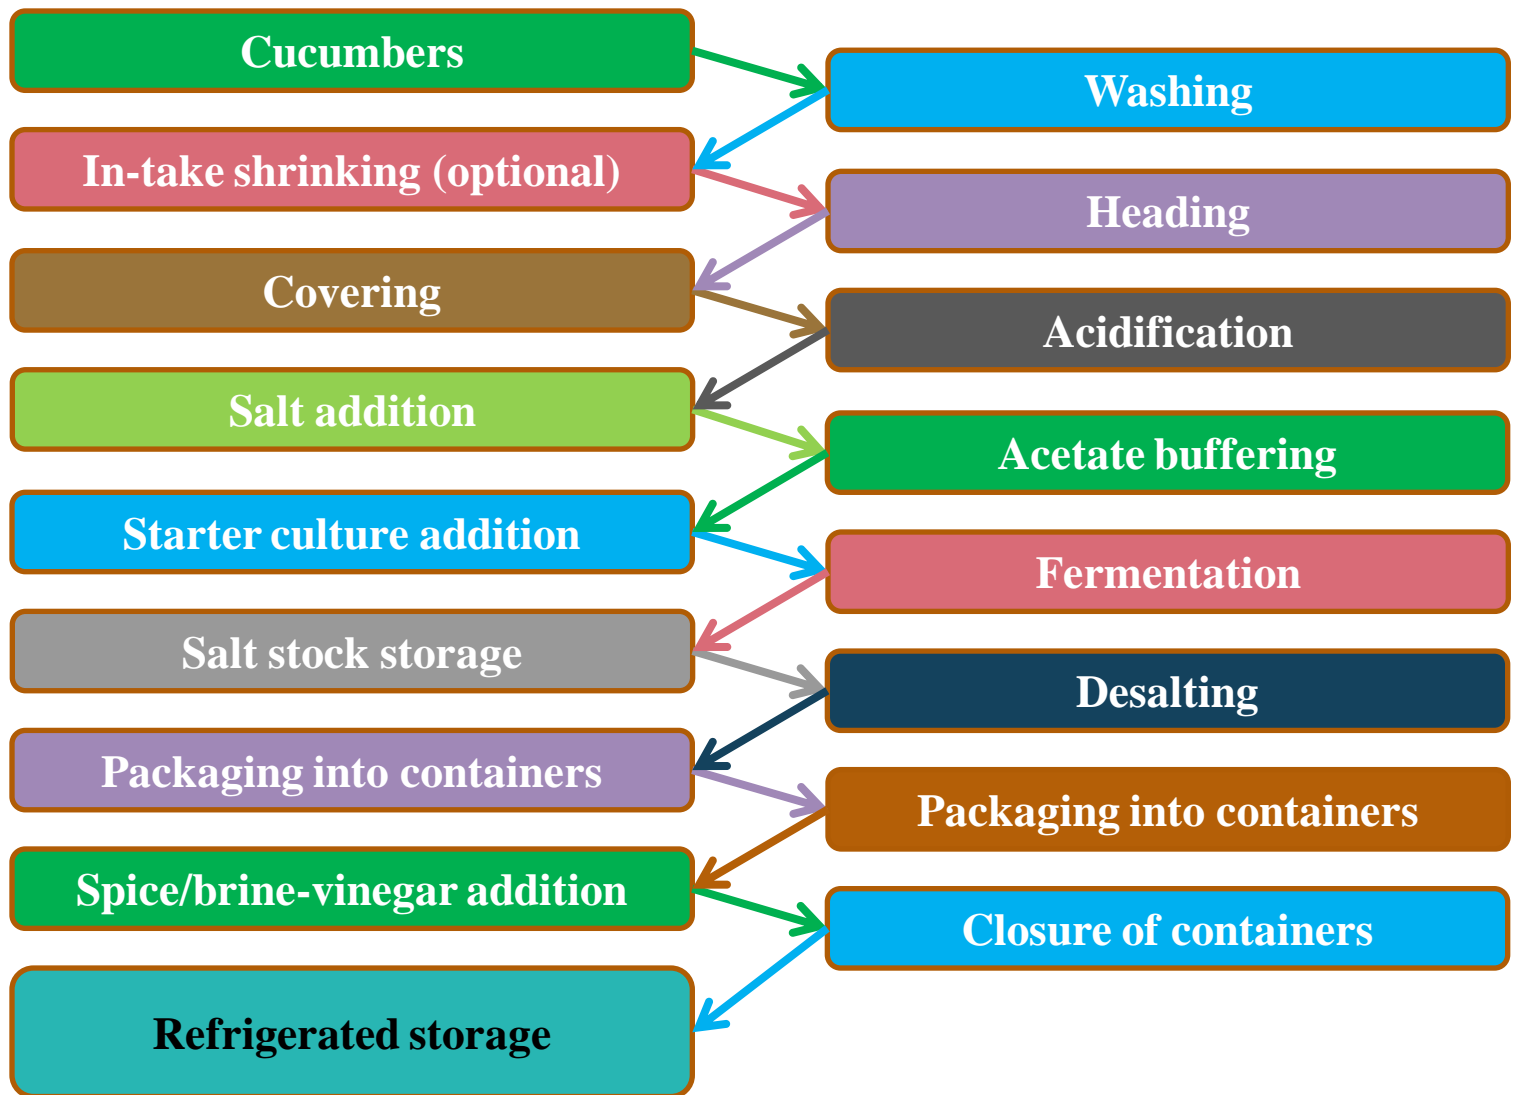 Cucumbers
Washing
In-take shrinking (optional)
Heading
Covering
Acidification
Salt addition
Acetate buffering
Starter culture addition
Fermentation
Salt stock storage
Desalting
Packaging into containers
Packaging into containers
Spice/brine-vinegar addition
Closure of containers
Refrigerated storage